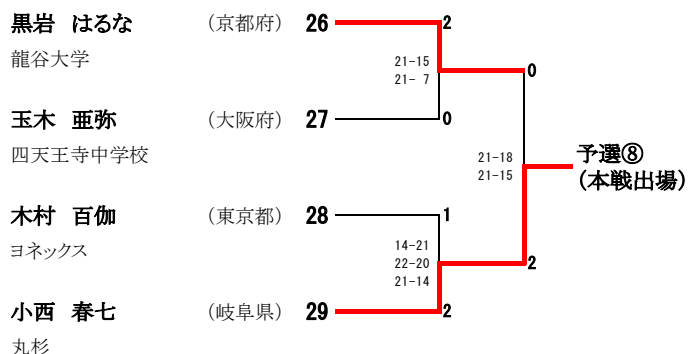 黒岩 はるな (京都府) 26 2
龍谷大学
21-15 0
21- 7
玉木 亜弥 (大阪府) 27 0
四天王寺中学校
21-18 予選⑧
21-15 (本戦出場)
木村 百伽 (東京都) 28 1
ヨネックス
14-21
22-20 2
21-14
小西 春七 (岐阜県) 29 2
丸杉